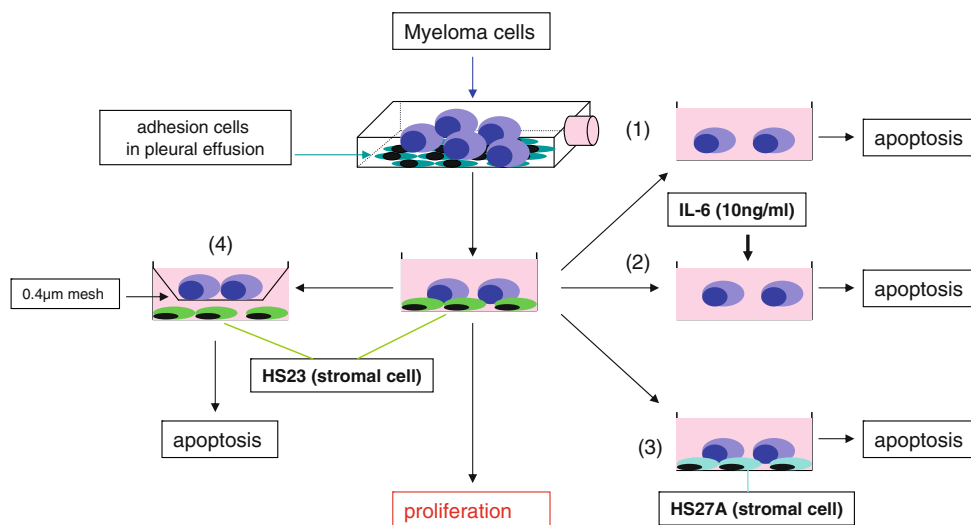 Myeloma cells
adhesion cells
in pleural effusion
(1)
apoptosis
IL-6 (10ng/ml)
(4)
(2)
0.4μm mesh
apoptosis
HS23 (stromal cell)
apoptosis
(3)
apoptosis
HS27A (stromal cell)
proliferation